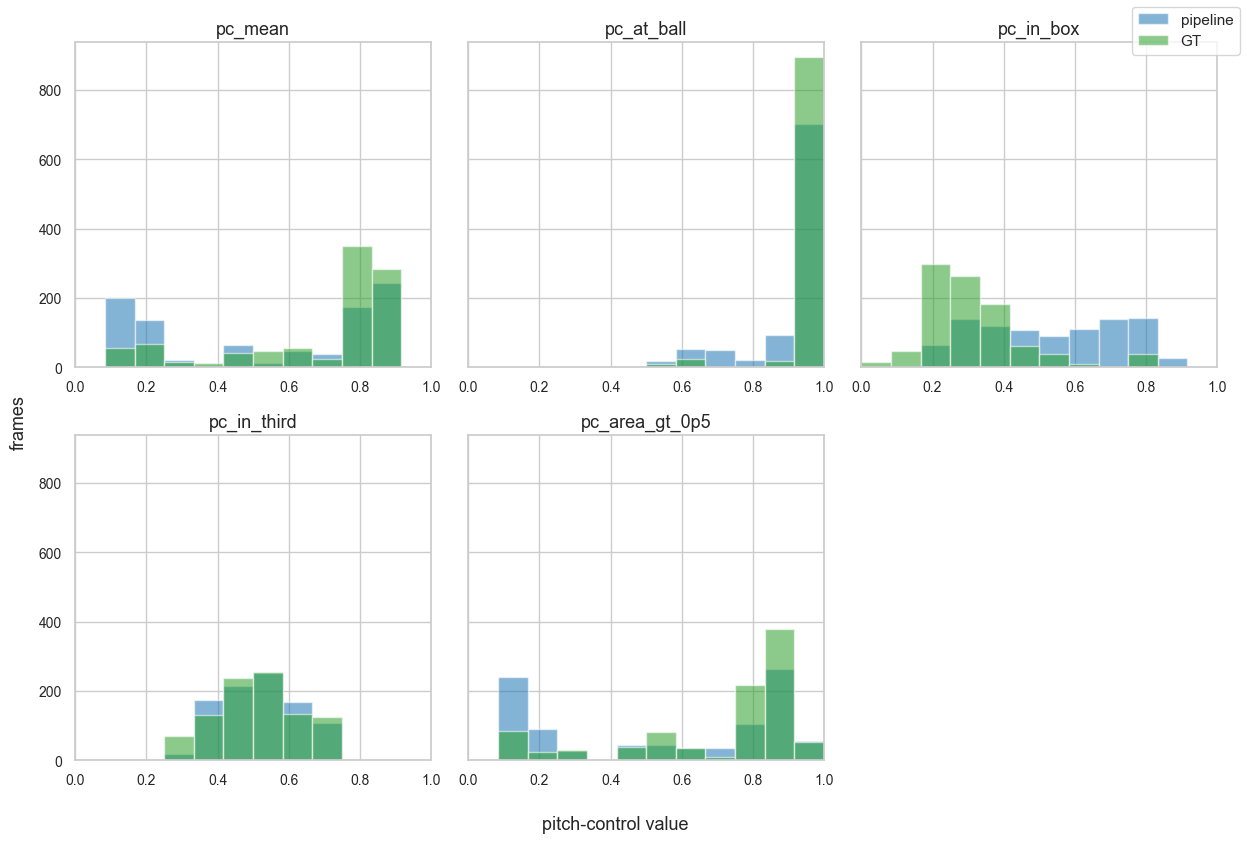 pc_mean
pc_at_ball
pc_in_box
pipeline
GT
800
600
400
200
0
0.0 0.2 0.4 0.6 0.8 1.0
0.0 0.2 0.4 0.6 0.8 1.0
0.0 0.2 0.4 0.6 0.8 1.0
frames
pc_in_third
pc_area_gt_0p5
800
600
400
200
0
0.0 0.2 0.4 0.6 0.8 1.0
0.0 0.2 0.4 0.6 0.8 1.0
pitch-control value